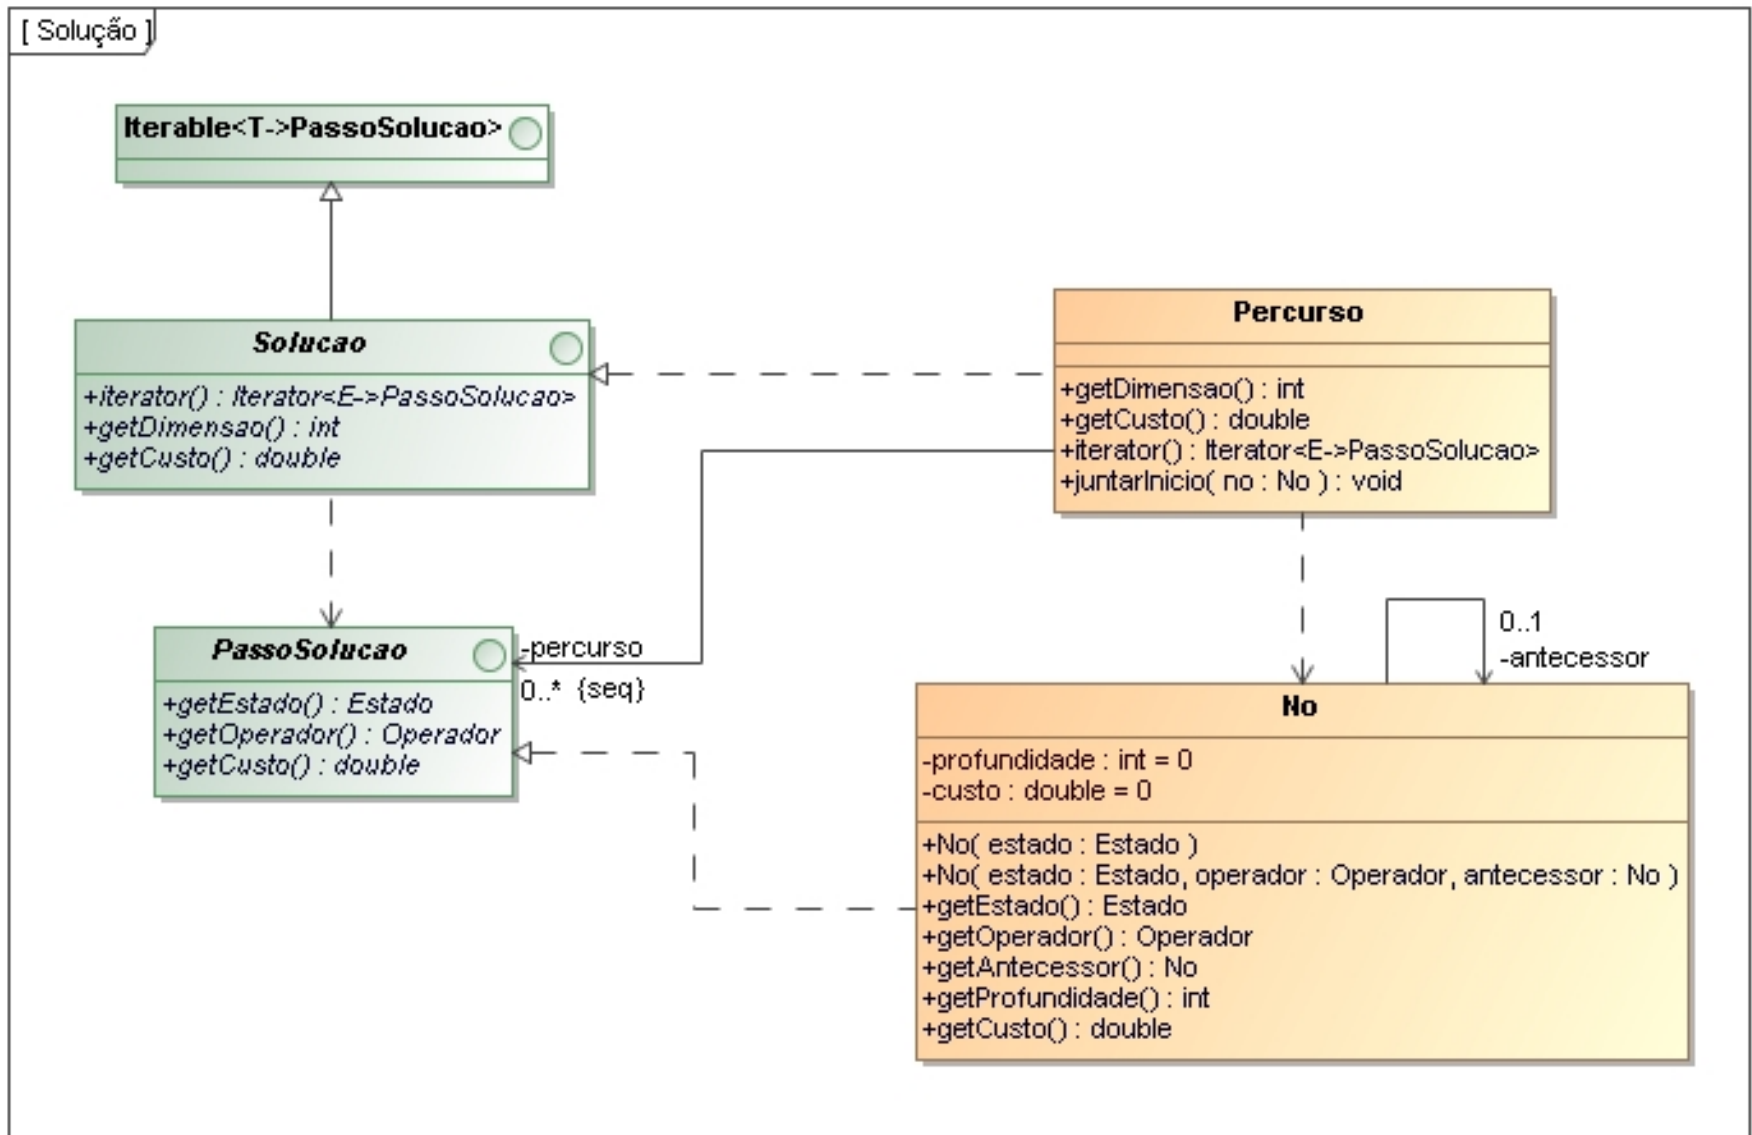 [ Solução ]
Iterable<T->PassoSolucao>
Solucao
+iterator() : Iterator<E->PassoSolucao>
+getDimensao() : int
+getCusto() : double
Percurso
+getDimensao() : int
+getCusto() : double
+iterator() : Iterator<E->PassoSolucao>
+juntarInicio( no : No ) : void
PassoSolucao
+getEstado() : Estado
+getOperador() : Operador
+getCusto() : double
-percurso
0..* {seq}
0..1
-antecessor
No
-profundidade : int = 0
-custo : double = 0
+No( estado : Estado )
+No( estado : Estado, operador : Operador, antecessor : No )
+getEstado() : Estado
+getOperador() : Operador
+getAntecessor() : No
+getProfundidade() : int
+getCusto() : double